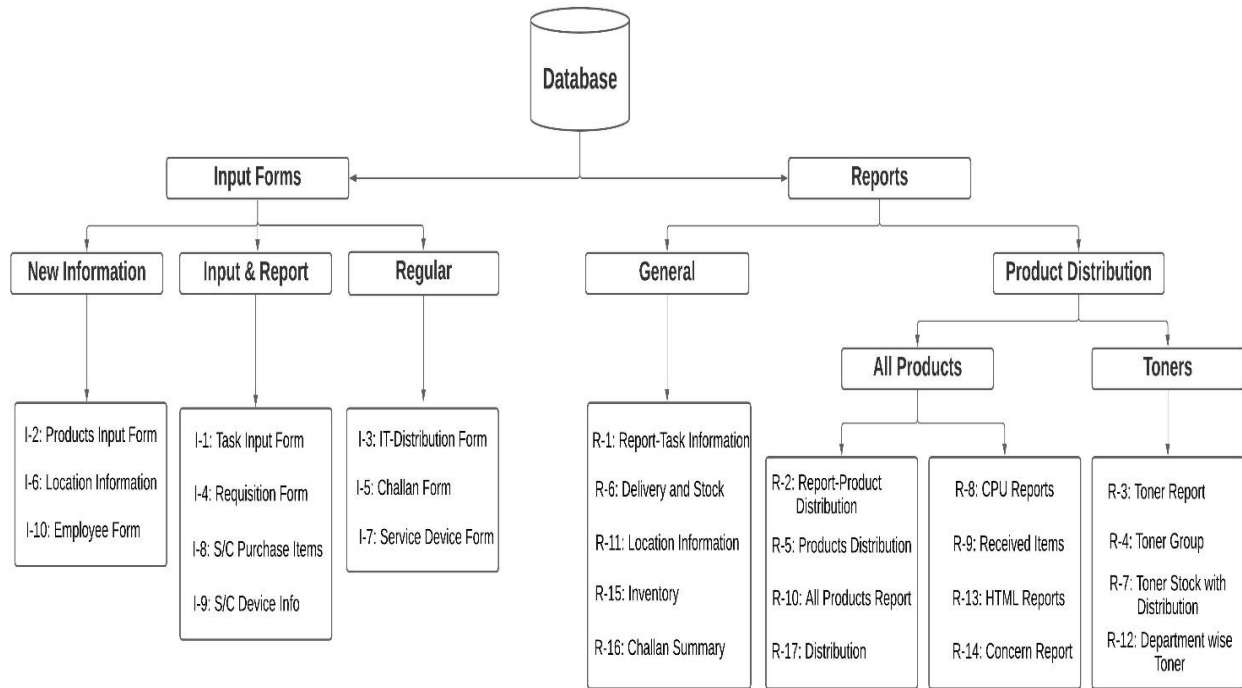 Database
Input Forms
Reports
New Information
Input & Report
Regular
General
Product Distribution
All Products
Toners
I-2: Products Input Form
I-6: Location Information
I-10: Employee Form
I-1: Task Input Form
I-4: Requisition Form
I-8: S/C Purchase Items
I-9: S/C Device Info
I-3: IT-Distribution Form
I-5: Challan Form
I-7: Service Device Form
R-1: Report-Task Information
R-6: Delivery and Stock
R-11: Location Information
R-15: Inventory
R-16: Challan Summary
R-2: Report-Product
Distribution
R-5: Products Distribution
R-10: All Products Report
R-17: Distribution
R-8: CPU Reports
R-9: Received Items
R-13: HTML Reports
R-14: Concern Report
R-3: Toner Report
R-4: Toner Group
R-7: Toner Stock with
Distribution
R-12: Department wise
Toner